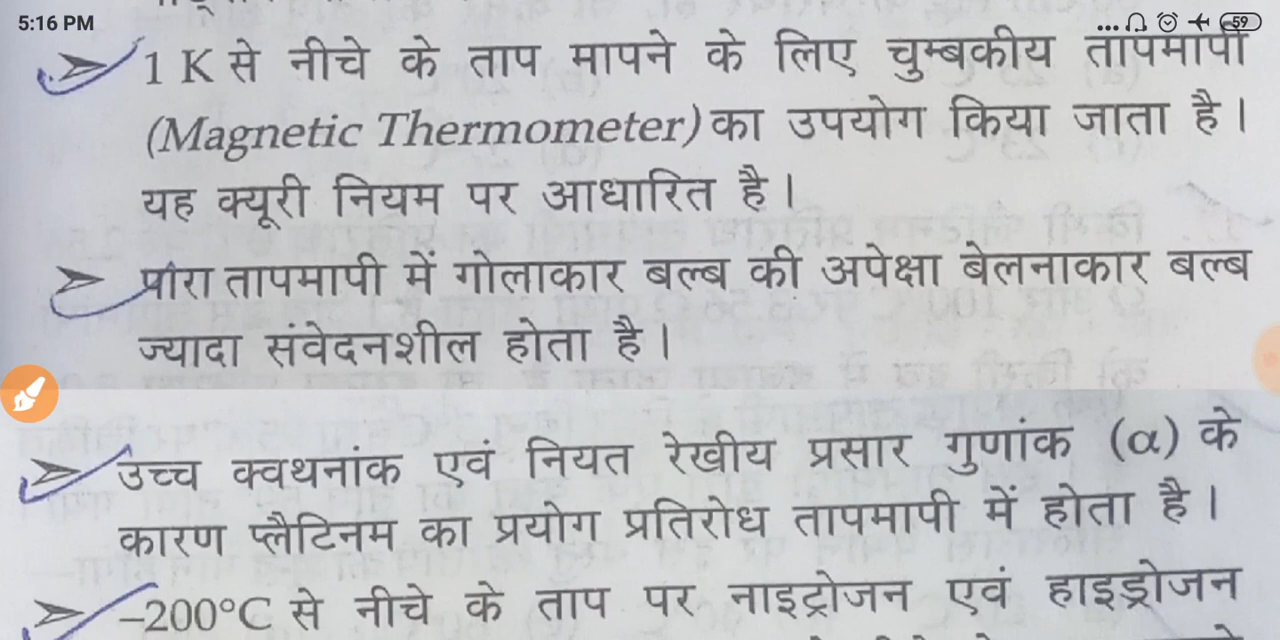 5:16 PM
... 59
1 K से नीचे के ताप मापने के लिए चुम्बकीय तापमापी
(Magnetic Thermometer) का उपयोग किया जाता है।
यह क्यूरी नियम पर आधारित है।
पारा तापमापी में गोलाकार बल्ब की अपेक्षा बेलनाकार बल्ब
ज्यादा संवेदनशील होता है।
उच्च क्वथनांक एवं नियत रेखीय प्रसार गुणांक (α) के
कारण प्लैटिनम का प्रयोग प्रतिरोध तापमापी में होता है।
–200°C से नीचे के ताप पर नाइट्रोजन एवं हाइड्रोजन